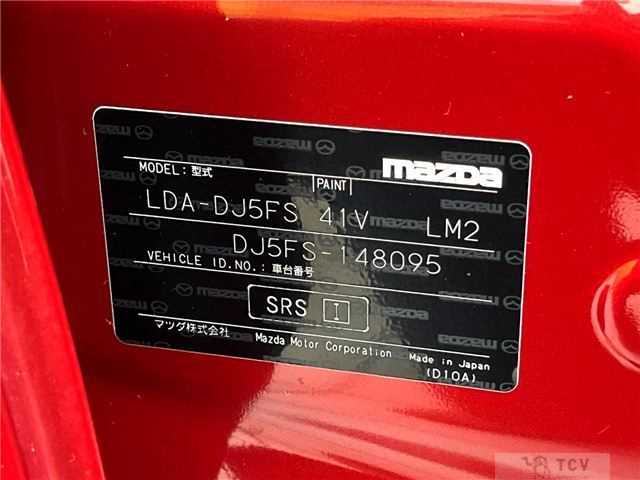 mazda
MODEL:型式
PAINT
LDA-DJ5FS 41V LM2
DJ5FS-148095
VEHICLE ID.NO.:車台番号
SRS I
マツダ株式会社 Mazda Motor Corporation Made in Japan
(D10A)
TCV